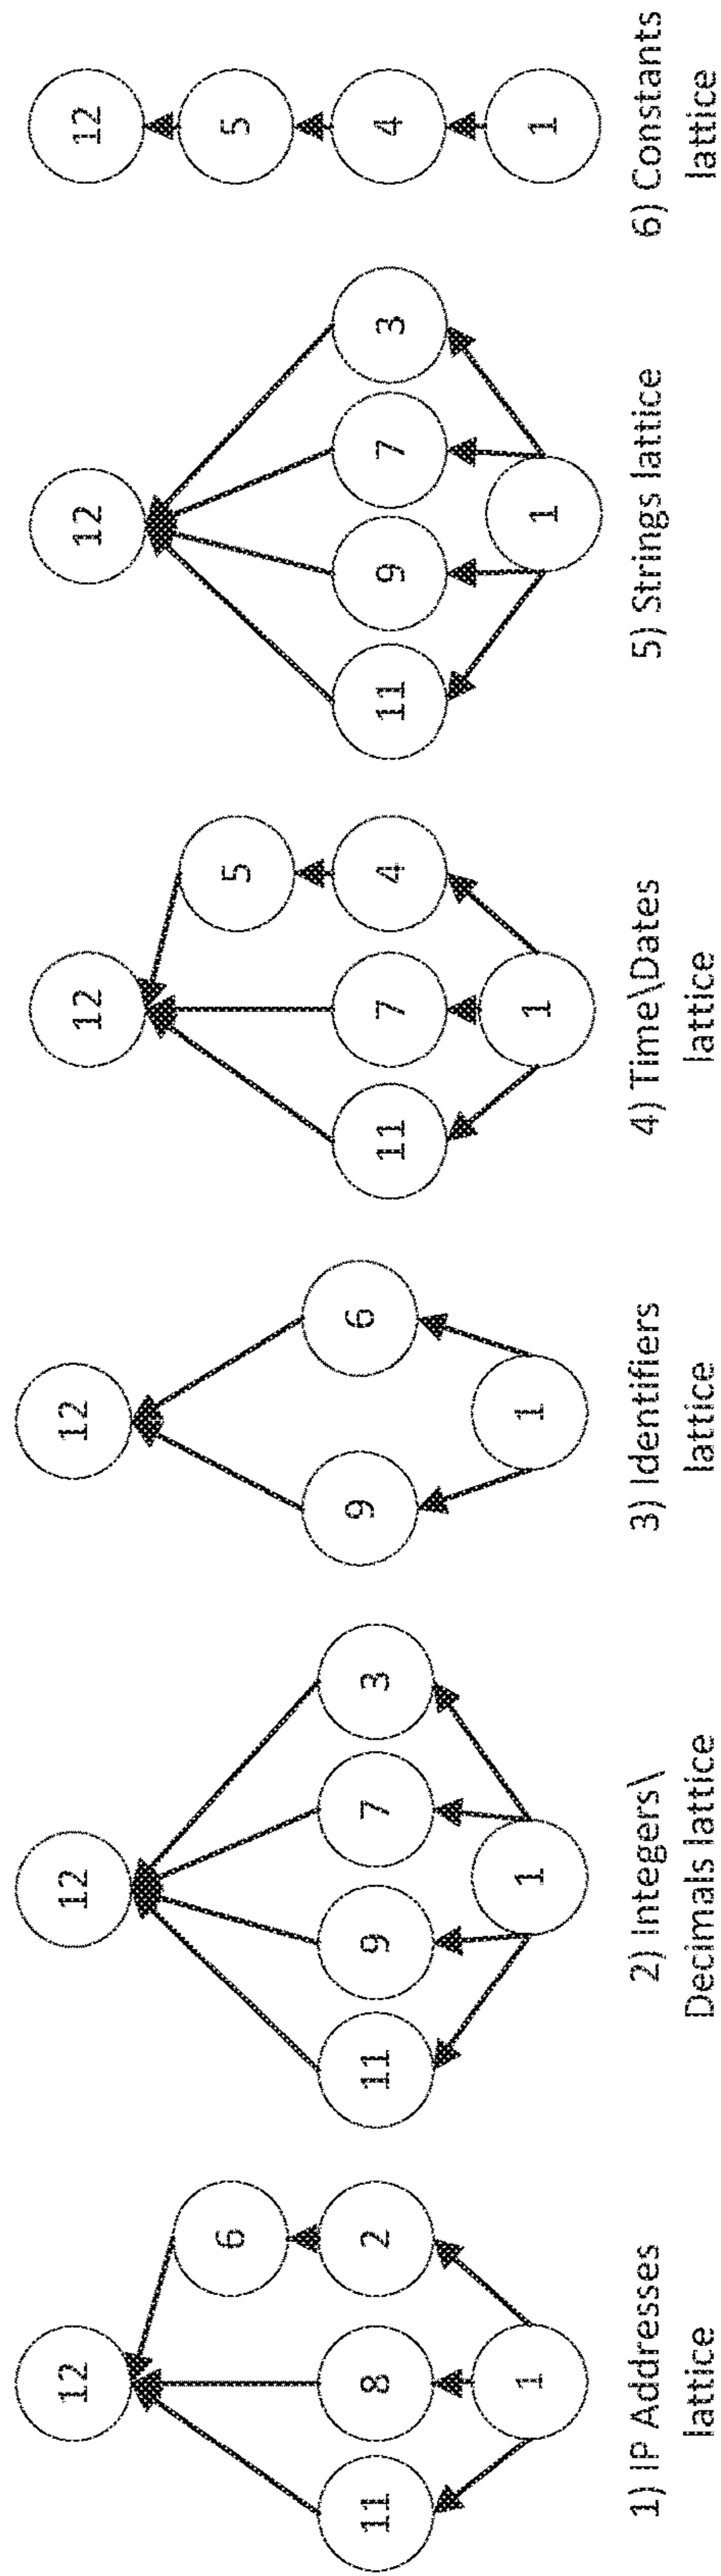 12
6
11 8 2
1
1) IP Addresses
lattice
12
11 9 7 3
1
2) Integers\
Decimals lattice
12
9 6
1
3) Identifiers
lattice
12
5
11 7 4
1
4) Time\Dates
lattice
12
11 9 7 3
1
5) Strings lattice
12
5
4
1
6) Constants
lattice